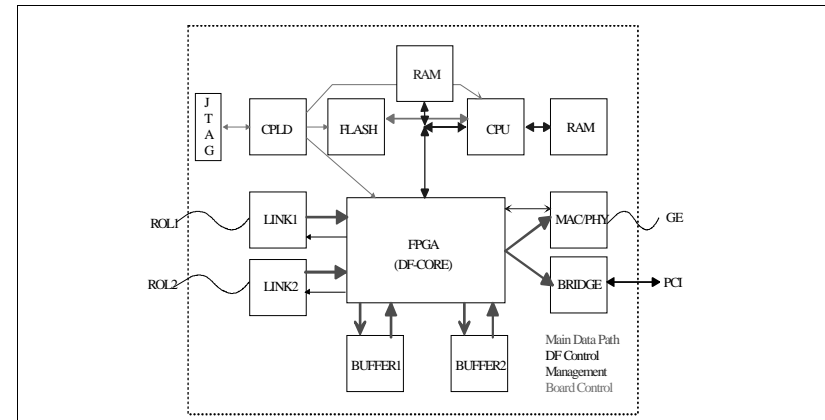 RAM
J
T
A
G
CPLD
FLASH
CPU
RAM
ROL1
LINK1
FPGA
(DF-CORE)
MAC/PHY
GE
ROL2
LINK2
BRIDGE
PCI
BUFFER1
BUFFER2
Main Data Path
DF Control
Management
Board Control